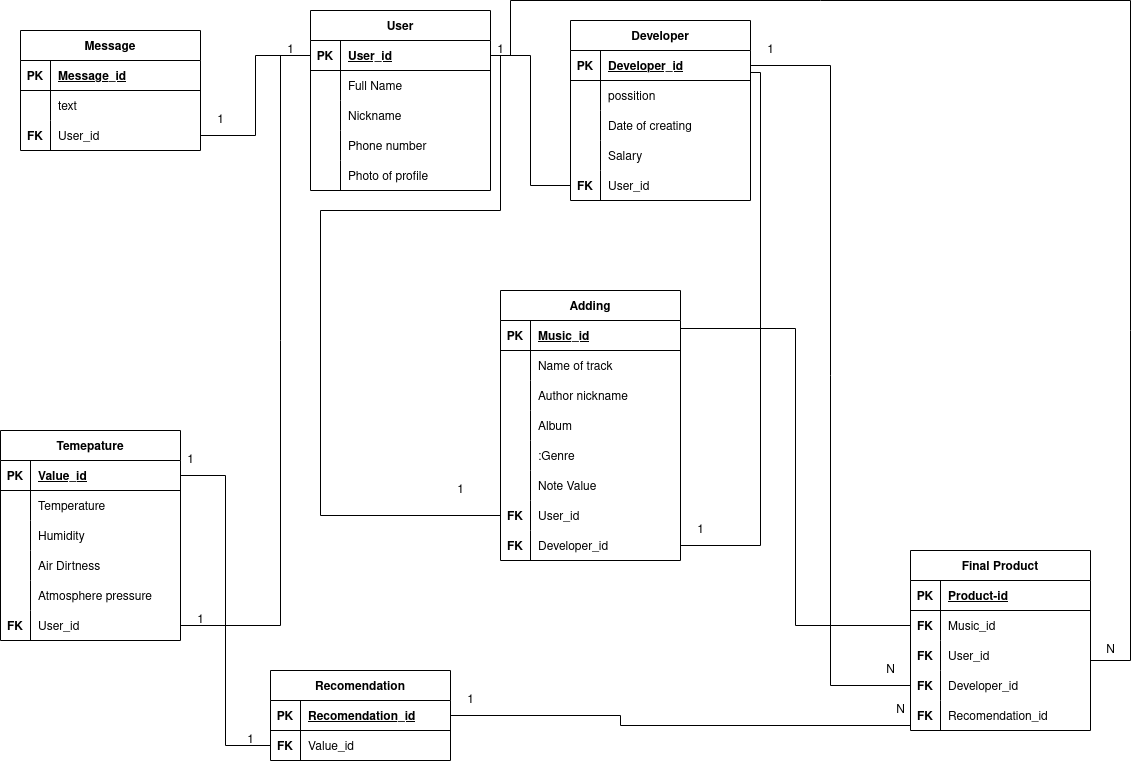 Message
PK Message_id
text
FK User_id
1
1
User
PK User_id
Full Name
Nickname
Phone number
Photo of profile
1
Developer
PK Developer_id
possition
Date of creating
Salary
FK User_id
1
Adding
PK Music_id
Name of track
Author nickname
Album
:Genre
Note Value
FK User_id
FK Developer_id
1
1
Temepature
PK Value_id
Temperature
Humidity
Air Dirtness
Atmosphere pressure
FK User_id
1
1
Recomendation
PK Recomendation_id
FK Value_id
1
1
Final Product
PK Product-id
FK Music_id
FK User_id
FK Developer_id
FK Recomendation_id
N
N
N